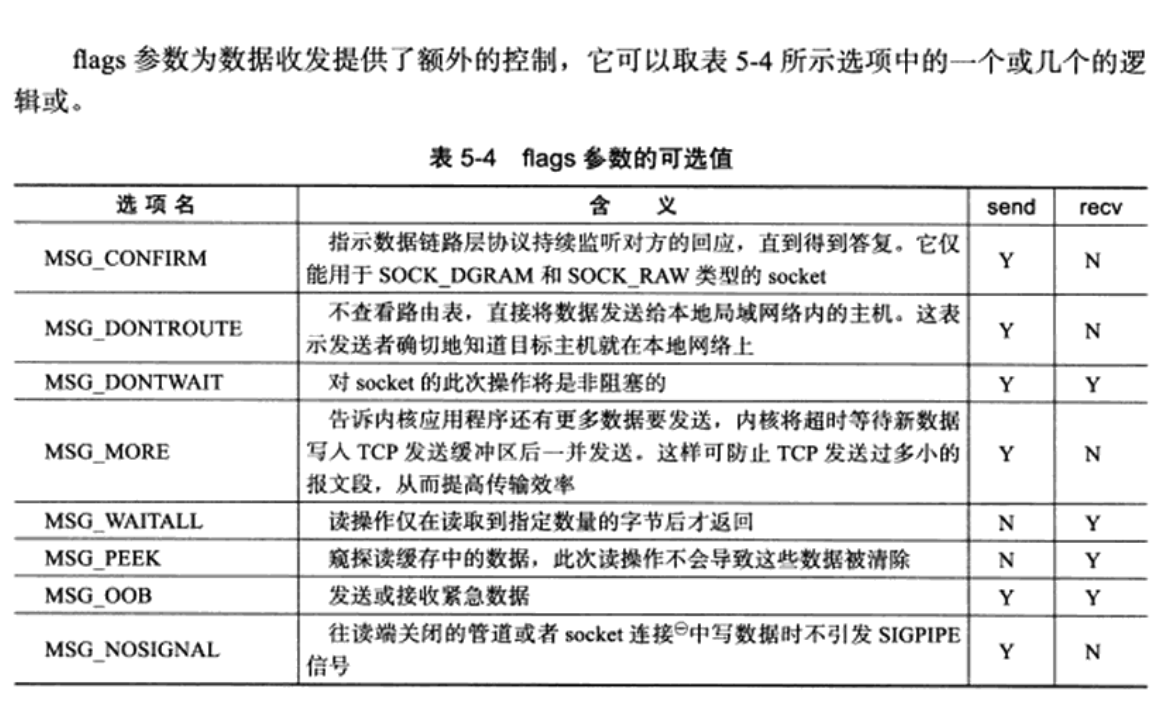 flags 参数为数据收发提供了额外的控制，它可以取表 5-4 所示选项中的一个或几个的逻
辑或。
表 5-4 flags 参数的可选值
选 项 名 含 义 send recv
MSG_CONFIRM 指示数据链路层协议持续监听对方的回应，直到得到答复。它仅 Y N
能用于 SOCK_DGRAM 和 SOCK_RAW 类型的 socket
MSG_DONTROUTE 不查看路由表，直接将数据发送给本地局域网络内的主机。这表 Y N
示发送者确切地知道目标主机就在本地网络上
MSG_DONTWAIT 对 socket 的此次操作将是非阻塞的 Y Y
告诉内核应用程序还有更多数据要发送，内核将超时等待新数据
MSG_MORE 写入 TCP 发送缓冲区后一并发送。这样可防止 TCP 发送过多小的 Y N
报文段，从而提高传输效率
MSG_WAITALL 读操作仅在读取到指定数量的字节后才返回 N Y
MSG_PEEK 窥探读缓存中的数据，此次读操作不会导致这些数据被清除 N Y
MSG_OOB 发送或接收紧急数据 Y Y
MSG_NOSIGNAL 往读端关闭的管道或者 socket 连接㊀中写数据时不引发 SIGPIPE Y N
信号